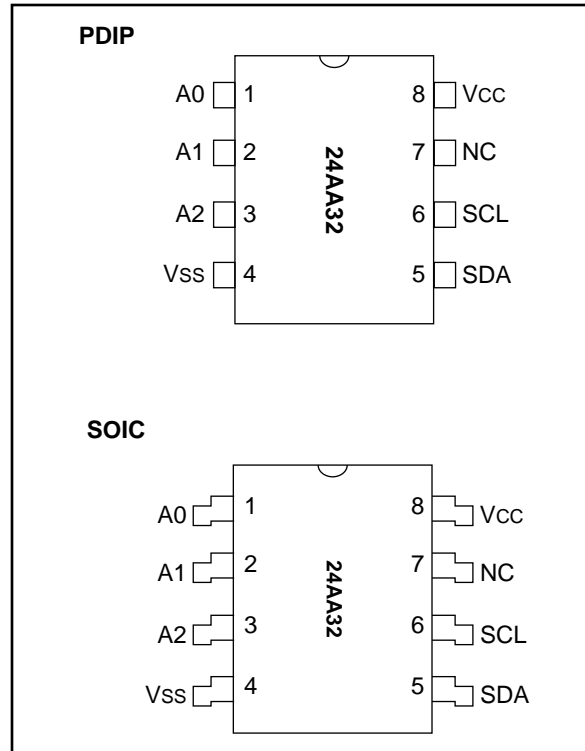 PDIP
A0 1 8 VCC
A1 2 7 NC
A2 3 6 SCL
VSS 4 5 SDA
24AA32
SOIC
A0 1 8 VCC
A1 2 7 NC
A2 3 6 SCL
VSS 4 5 SDA
24AA32